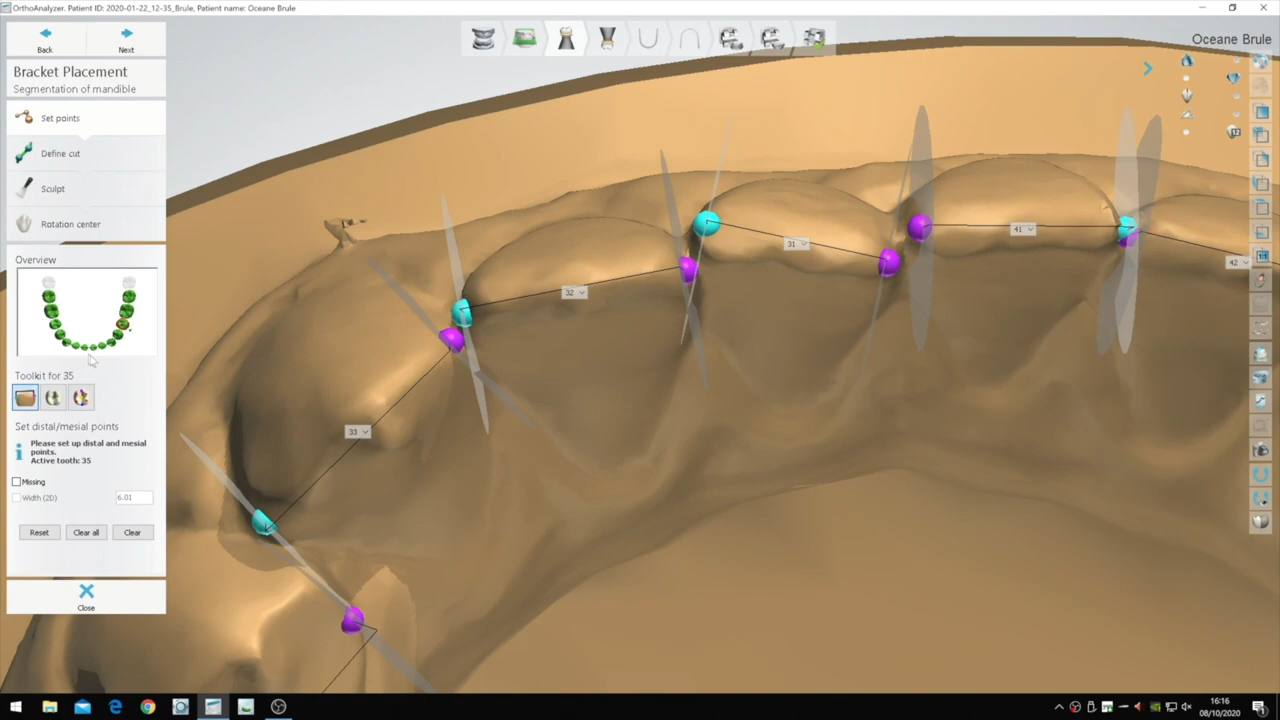 OrthoAnalyzer. Patient ID: 2020-01-22_12-35_Brule, Patient name: Oceane Brule
Back
Next
Oceane Brule
Bracket Placement
Segmentation of mandible
Set points
Define cut
Sculpt
Rotation center
Overview
Toolkit for 35
Set distal/mesial points
Please set up distal and mesial
points.
Active tooth: 35
Missing
Width (2D)
6.01
Reset
Clear all
Clear
Close
31
41
42
32
33
1:1
16:16
08/10/2020
1